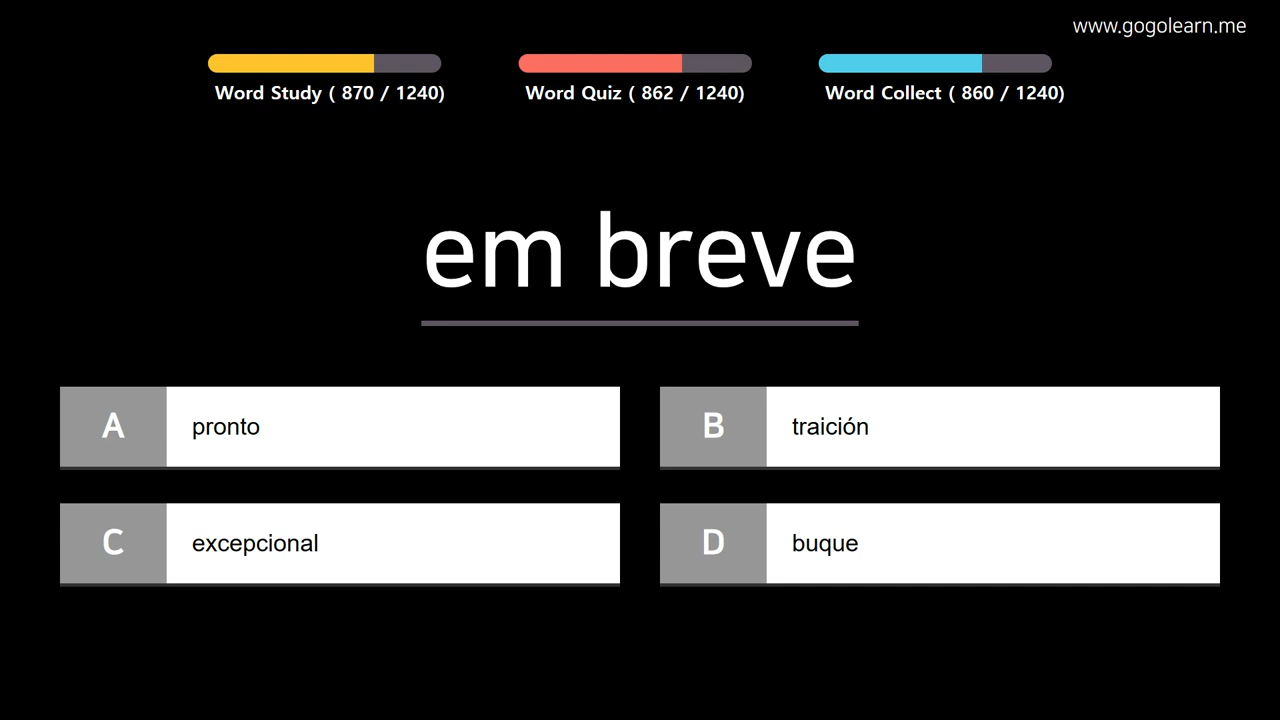 www.gogolearn.me
Word Study ( 870 / 1240)
Word Quiz ( 862 / 1240)
Word Collect ( 860 / 1240)
em breve
A pronto
B traición
C excepcional
D buque